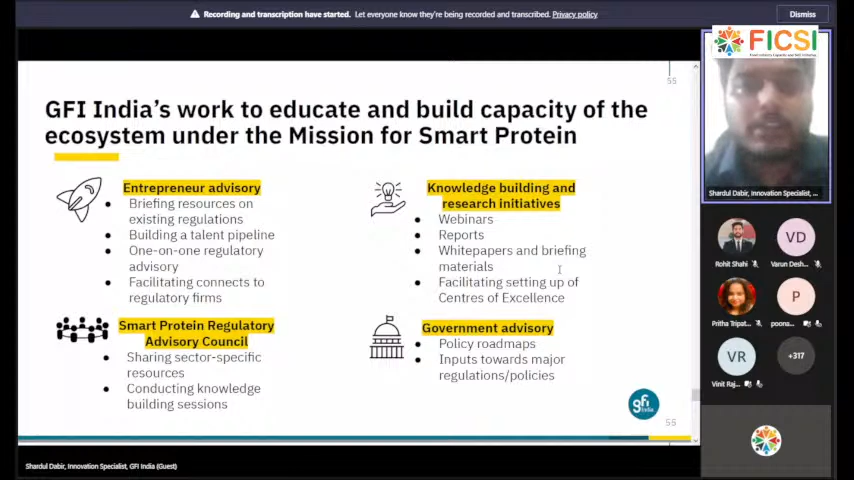 Recording and transcription have started. Let everyone know they're being recorded and transcribed. Privacy policy
Dismiss
FICSI
55
GFI India's work to educate and build capacity of the
ecosystem under the Mission for Smart Protein
Entrepreneur advisory
● Briefing resources on
existing regulations
● Building a talent pipeline
● One-on-one regulatory
advisory
● Facilitating connects to
regulatory firms
Smart Protein Regulatory
Advisory Council
● Sharing sector-specific
resources
● Conducting knowledge
building sessions
Knowledge building and
research initiatives
● Webinars
● Reports
● Whitepapers and briefing
materials
● Facilitating setting up of
Centres of Excellence
Government advisory
● Policy roadmaps
● Inputs towards major
regulations/policies
gfi
India
55
Shardul Dabir, Innovation Specialist, ...
Rohit Shahi
VD
Varun Desh...
Pritha Tripat...
P
poona...
VR
Vinit Raj...
+317
Shardul Dabir, Innovation Specialist, GFI India (Guest)